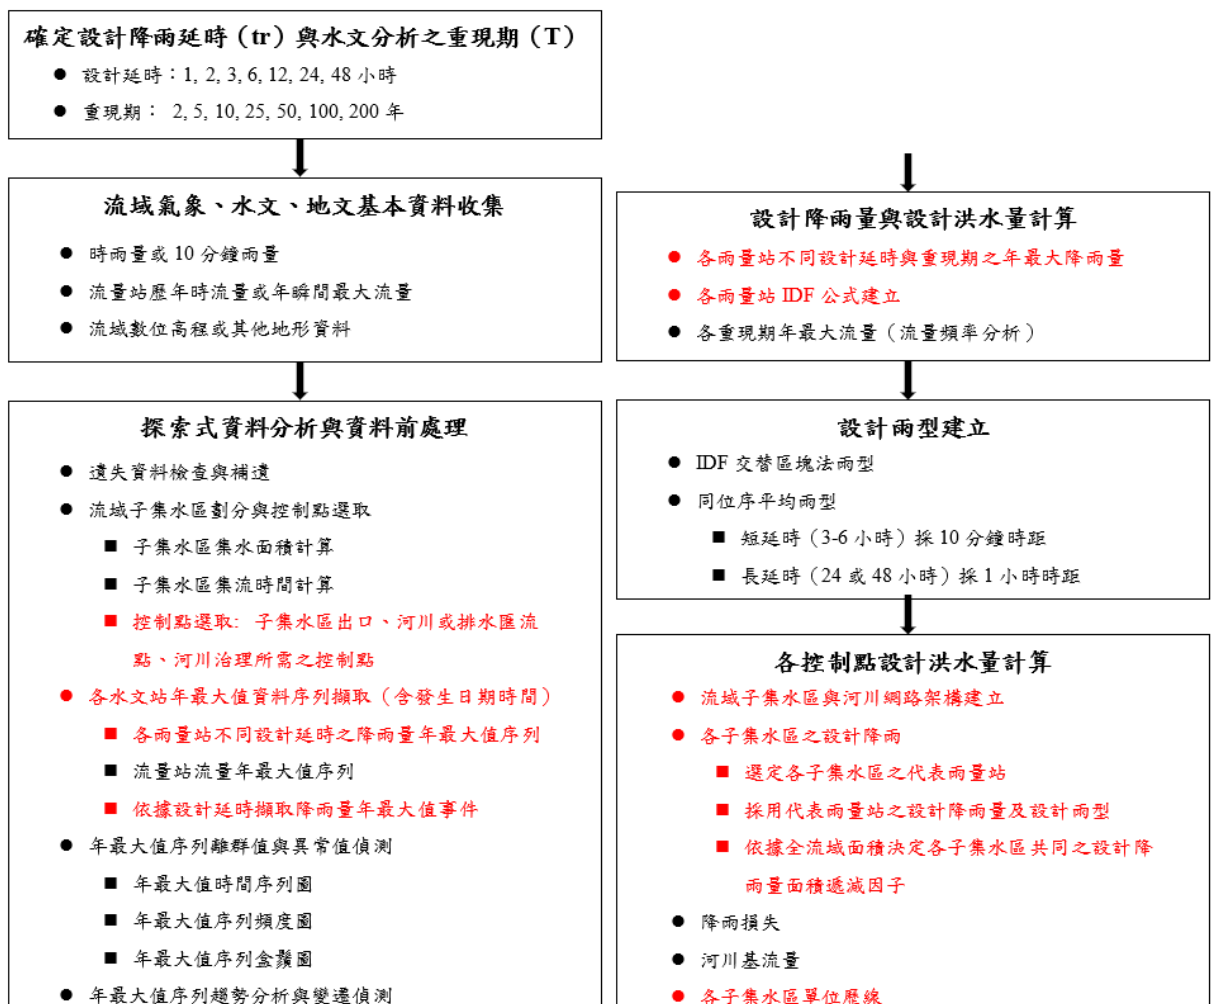 確定設計降雨延時（tr）與水文分析之重現期（T）
● 設計延時：1, 2, 3, 6, 12, 24, 48 小時
● 重現期： 2, 5, 10, 25, 50, 100, 200 年
流域氣象、水文、地文基本資料收集
● 時雨量或 10 分鐘雨量
● 流量站歷年時流量或年瞬間最大流量
● 流域數位高程或其他地形資料
探索式資料分析與資料前處理
● 遺失資料檢查與補遺
● 流域子集水區劃分與控制點選取
■ 子集水區集水面積計算
■ 子集水區集流時間計算
■ 控制點選取: 子集水區出口、河川或排水匯流
點、河川治理所需之控制點
● 各水文站年最大值資料序列擷取（含發生日期時間）
■ 各雨量站不同設計延時之降雨量年最大值序列
■ 流量站流量年最大值序列
■ 依據設計延時擷取降雨量年最大值事件
● 年最大值序列離群值與異常值偵測
■ 年最大值時間序列圖
■ 年最大值序列頻度圖
■ 年最大值序列盒鬚圖
● 年最大值序列趨勢分析與變遷偵測
設計降雨量與設計洪水量計算
● 各雨量站不同設計延時與重現期之年最大降雨量
● 各雨量站 IDF 公式建立
● 各重現期年最大流量（流量頻率分析）
設計雨型建立
● IDF 交替區塊法雨型
● 同位序平均雨型
■ 短延時（3-6 小時）採 10 分鐘時距
■ 長延時（24 或 48 小時）採 1 小時時距
各控制點設計洪水量計算
● 流域子集水區與河川網路架構建立
● 各子集水區之設計降雨
■ 選定各子集水區之代表雨量站
■ 採用代表雨量站之設計降雨量及設計雨型
■ 依據全流域面積決定各子集水區共同之設計降
雨量面積遞減因子
● 降雨損失
● 河川基流量
● 各子集水區單位歷線